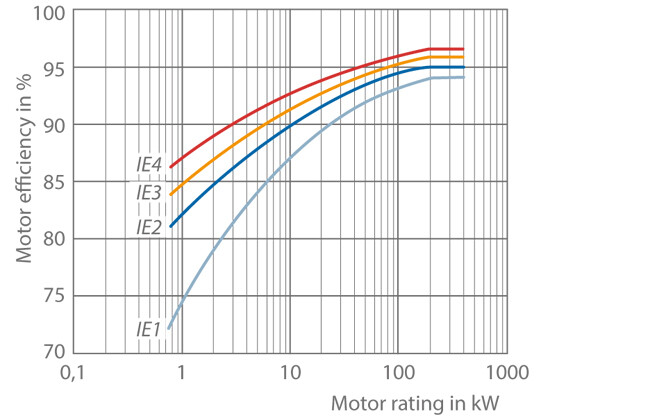 100
95
90
85
80
75
70
Motor efficiency in %
IE4
IE3
IE2
IE1
0,1 1 10 100 1000
Motor rating in kW